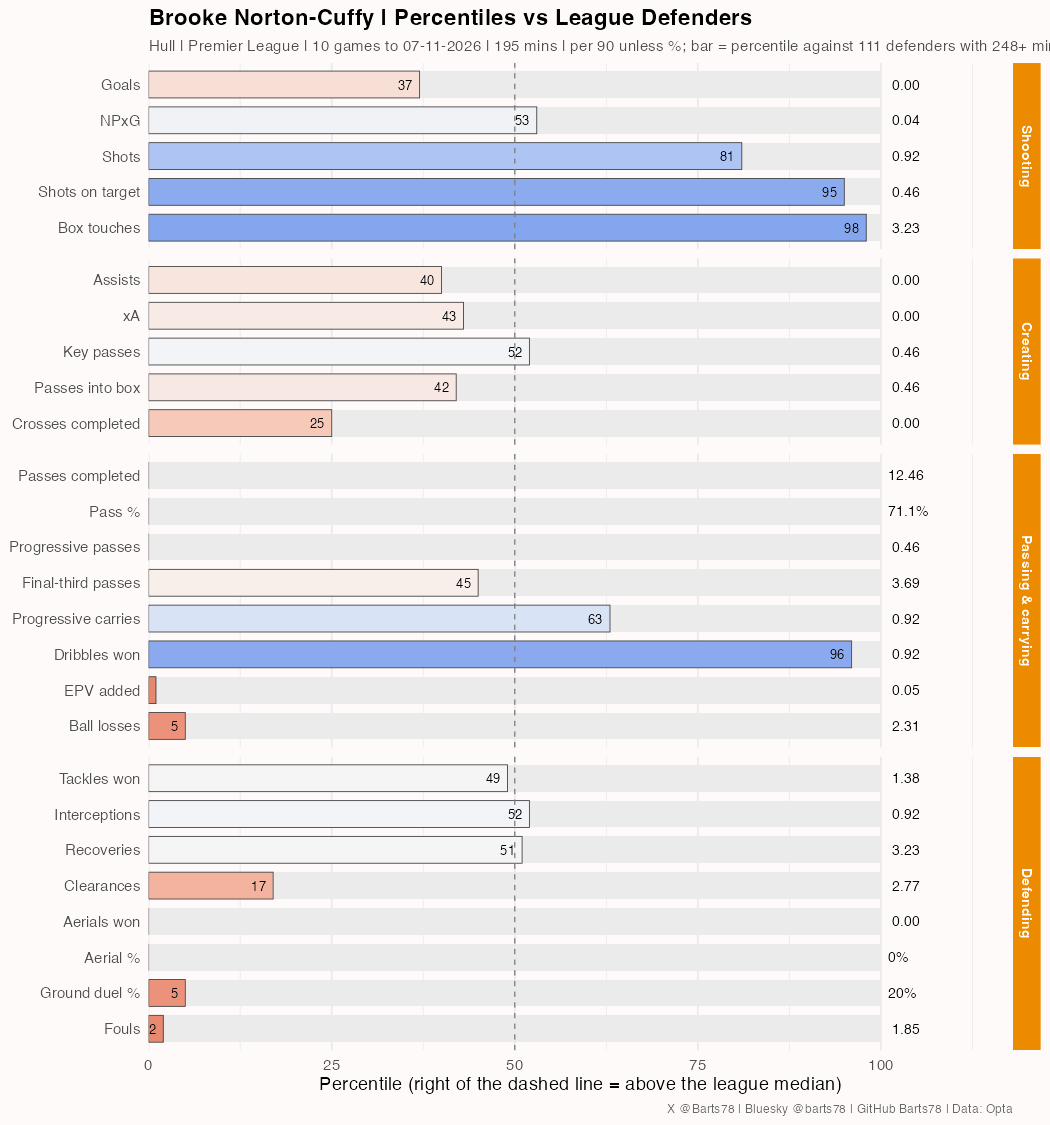 Brooke Norton-Cuffy | Percentiles vs League Defenders
Hull | Premier League | 10 games to 07-11-2026 | 195 mins | per 90 unless %; bar = percentile against 111 defenders with 248+
Shooting
Goals 37 0.00
NPxG 53 0.04
Shots 81 0.92
Shots on target 95 0.46
Box touches 98 3.23
Creating
Assists 40 0.00
xA 43 0.00
Key passes 52 0.46
Passes into box 42 0.46
Crosses completed 25 0.00
Passing & carrying
Passes completed 12.46
Pass % 71.1%
Progressive passes 0.46
Final-third passes 45 3.69
Progressive carries 63 0.92
Dribbles won 96 0.92
EPV added 0.05
Ball losses 5 2.31
Defending
Tackles won 49 1.38
Interceptions 52 0.92
Recoveries 51 3.23
Clearances 17 2.77
Aerials won 0.00
Aerial % 0%
Ground duel % 5 20%
Fouls 2 1.85
0 25 50 75 100
Percentile (right of the dashed line = above the league median)
X @Barts78 | Bluesky @barts78 | GitHub Barts78 | Data: Opta